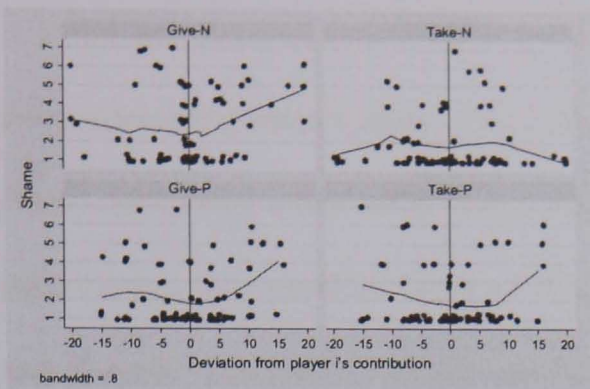 Give-N
Take-N
7
6
5
4
3
2
1
Give-P
Take-P
7
6
5
4
3
2
1
Shame
-20 -15 -10 -5 0 5 10 15 20 -20 -15 -10 -5 0 5 10 15 20
Deviation from player i's contribution
bandwidth = .8